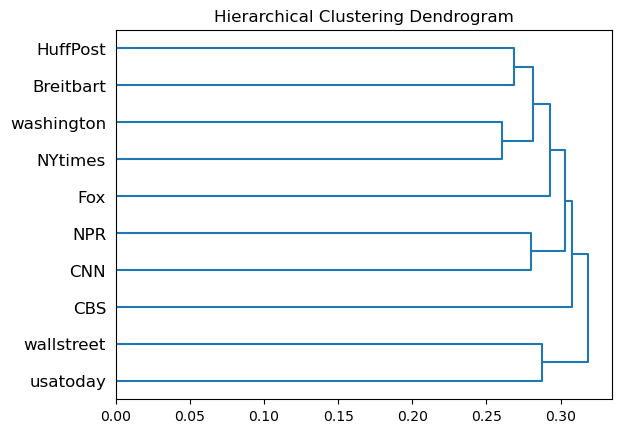 Hierarchical Clustering Dendrogram
HuffPost
Breitbart
washington
NYtimes
Fox
NPR
CNN
CBS
wallstreet
usatoday
0.00 0.05 0.10 0.15 0.20 0.25 0.30